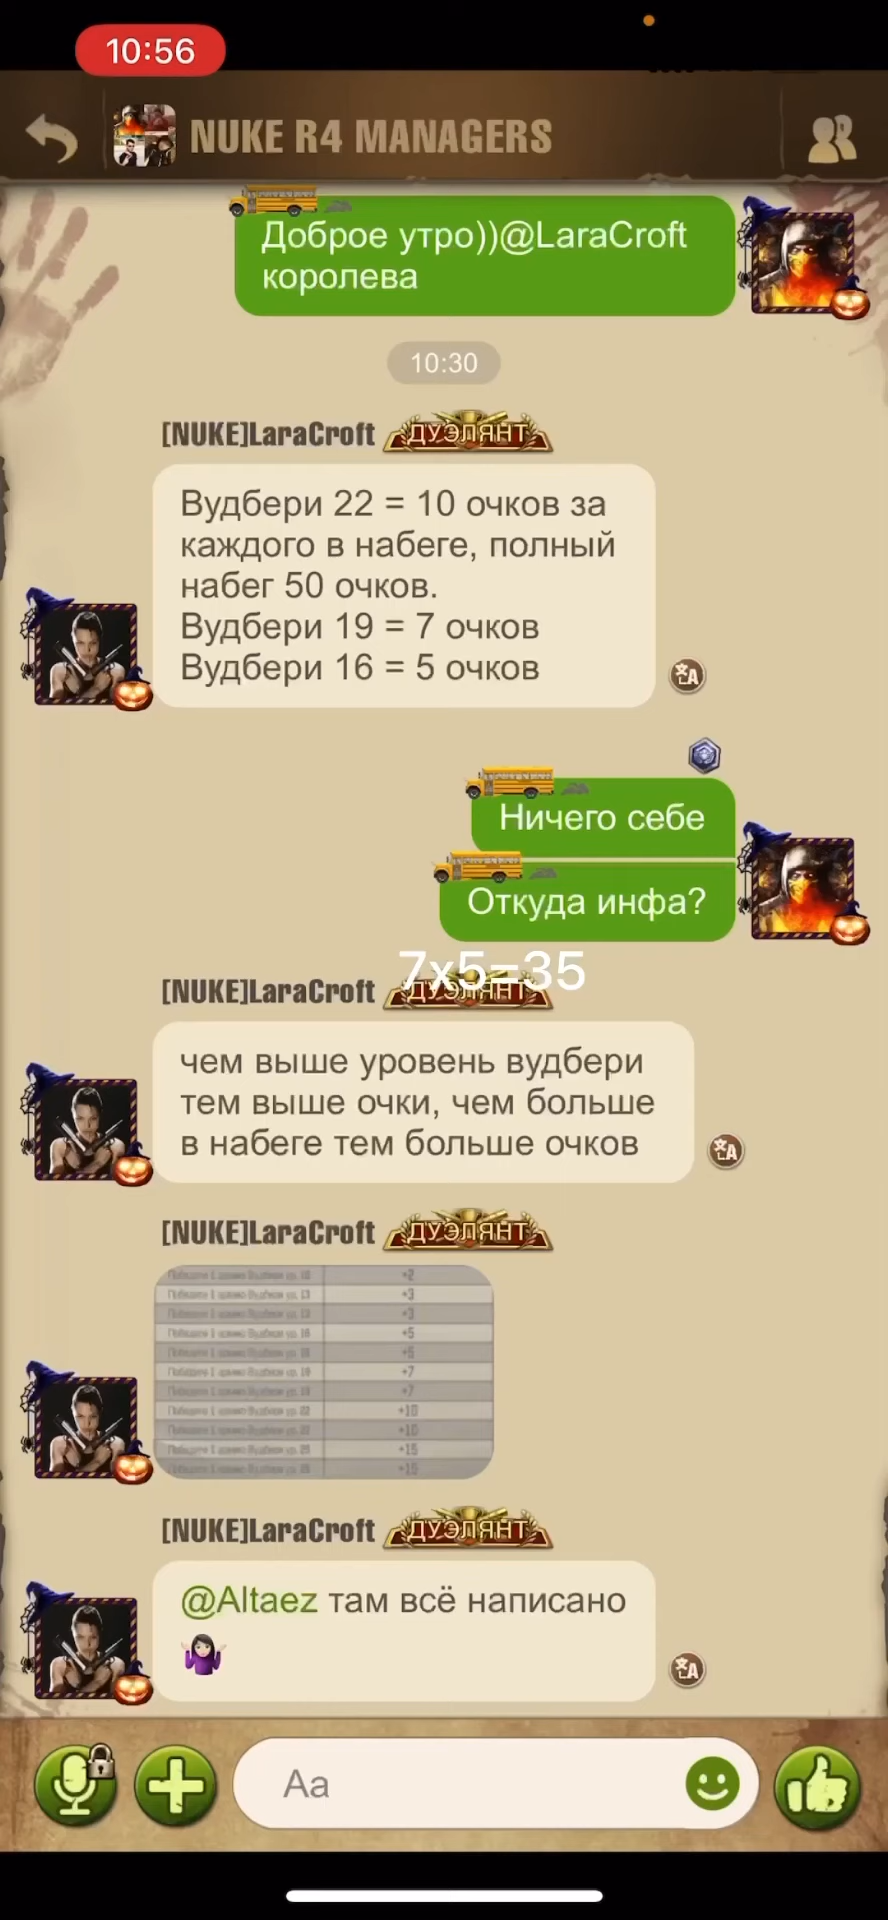 10:56
NUKE R4 MANAGERS
Доброе утро))@LaraCroft
королева
10:30
[NUKE]LaraCroft ДУЭЛЯНТ
Вудбери 22 = 10 очков за
каждого в набеге, полный
набег 50 очков.
Вудбери 19 = 7 очков
Вудбери 16 = 5 очков
Ничего себе
Откуда инфа?
7x5=35
[NUKE]LaraCroft ДУЭЛЯНТ
чем выше уровень вудбери
тем выше очки, чем больше
в набеге тем больше очков
[NUKE]LaraCroft ДУЭЛЯНТ
+2
+3
+3
+5
+5
+7
+7
+10
+10
+15
+15
[NUKE]LaraCroft ДУЭЛЯНТ
@Altaez там всё написано
Aa